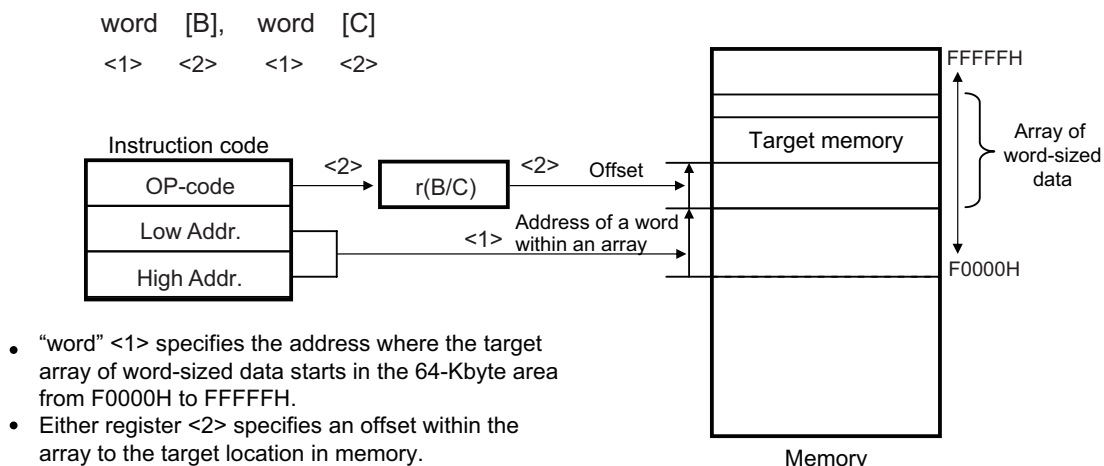 word [B], word [C]
<1> <2> <1> <2>
Instruction code
OP-code
Low Addr.
High Addr.
<2>
r(B/C)
<2>
Offset
<1>
Address of a word
within an array
FFFFFH
Target memory
Array of
word-sized
data
F0000H
Memory
• “word” <1> specifies the address where the target
array of word-sized data starts in the 64-Kbyte area
from F0000H to FFFFFH.
• Either register <2> specifies an offset within the
array to the target location in memory.